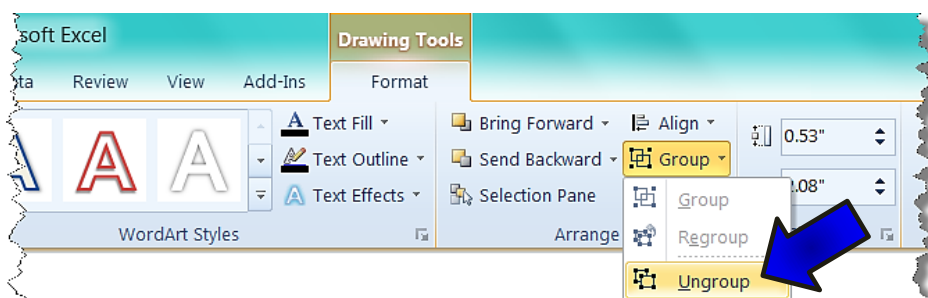 soft Excel
Drawing Tools
ta Review View Add-Ins Format
A Text Fill
Text Outline
A Text Effects
WordArt Styles
Bring Forward
Send Backward
Selection Pane
Align
Group
Arrange
0.53"
.08"
Group
Regroup
Ungroup